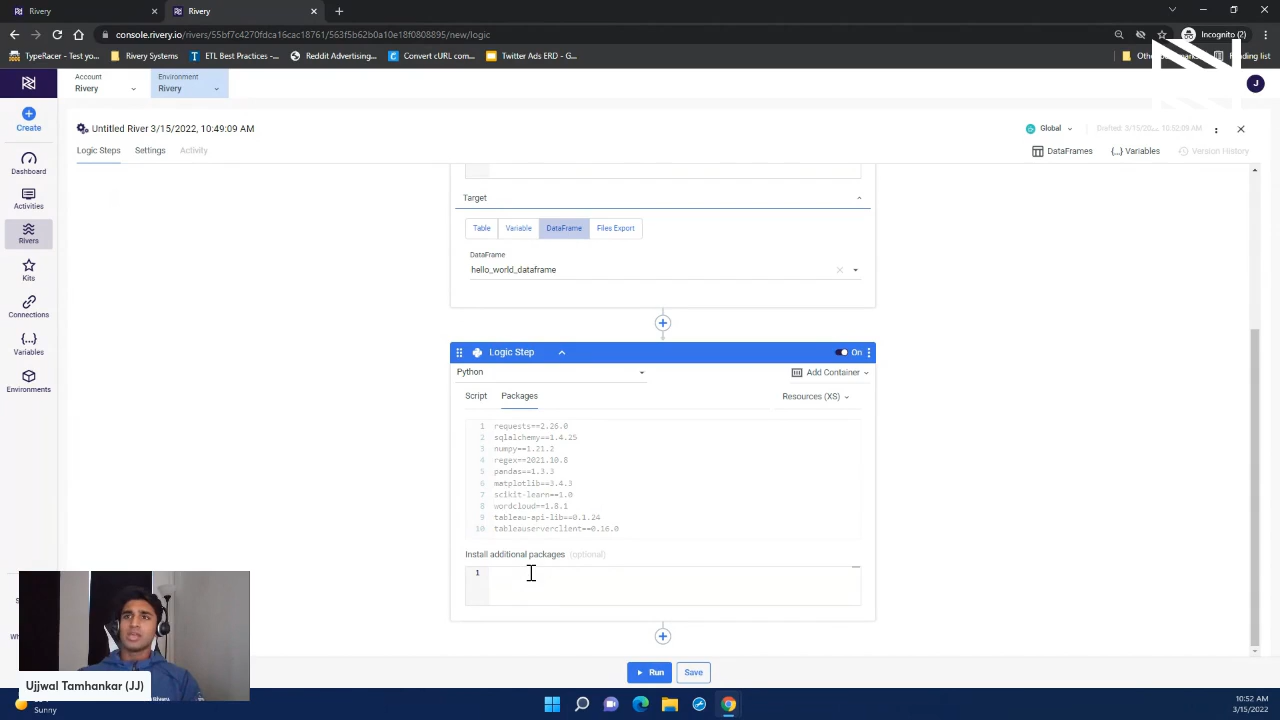 Rivery
Rivery
Incognito (2)
console.rivery.io/rivers/55bf7c4270fdca16cac18761/563f5b62b0a10e18f0808895/new/logic
TypeRacer - Test yo...
Rivery Systems
ETL Best Practices -...
Reddit Advertising...
Convert cURL com...
Twitter Ads ERD - G...
Account
Rivery
Environment
Rivery
J
Create
Dashboard
Activities
Rivers
Kits
Connections
Variables
Environments
Untitled River 3/15/2022, 10:49:09 AM
Global
10:52:09 AM
Logic Steps
Settings
Activity
DataFrames
{...} Variables
Version History
Target
Table
Variable
DataFrame
Files Export
DataFrame
hello_world_dataframe
Logic Step
On
Python
Add Container
Script
Packages
Resources (XS)
1 requests==2.26.0
2 sqlalchemy==1.4.25
3 numpy==1.21.2
4 regex==2021.10.8
5 pandas==1.3.3
6 matplotlib==3.4.3
7 scikit-learn==1.0
8 wordcloud==1.8.1
9 tableau-api-lib==0.1.24
10 tableauserverclient==0.16.0
Install additional packages (optional)
1
Run
Save
Ujjwal Tamhankar (JJ)
Sunny
10:52 AM
3/15/2022